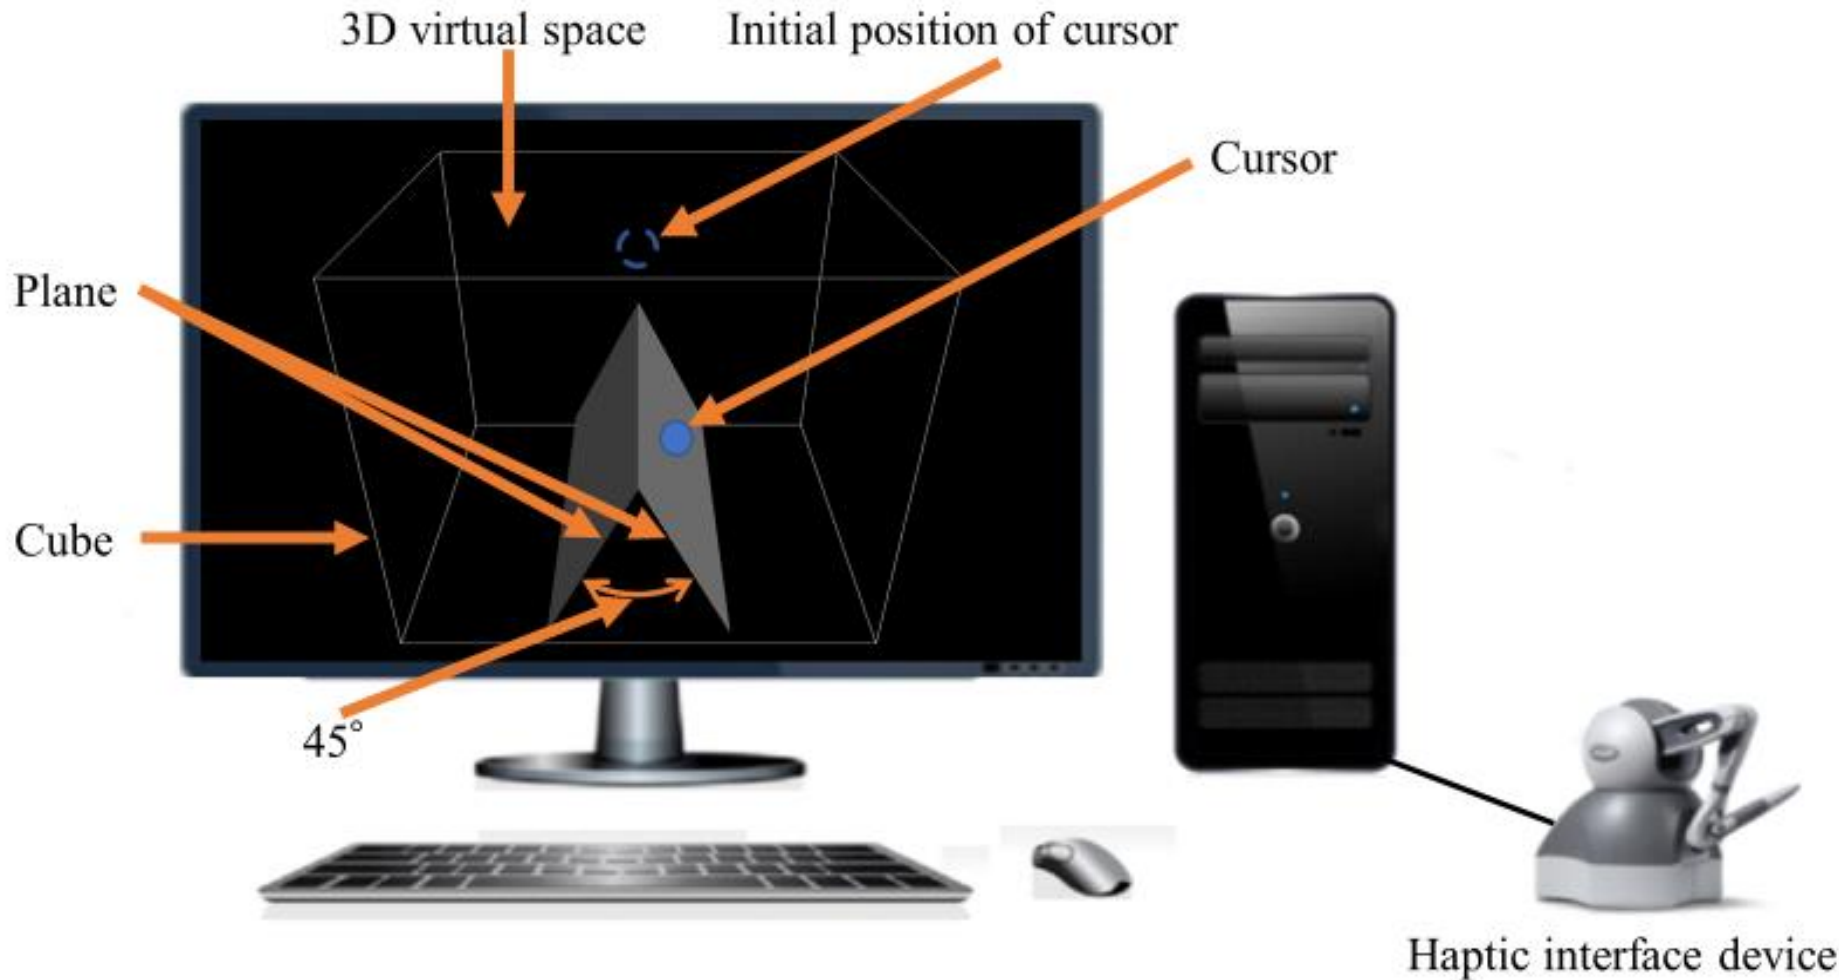 3D virtual space
Initial position of cursor
Cursor
Plane
Cube
45°
Haptic interface device